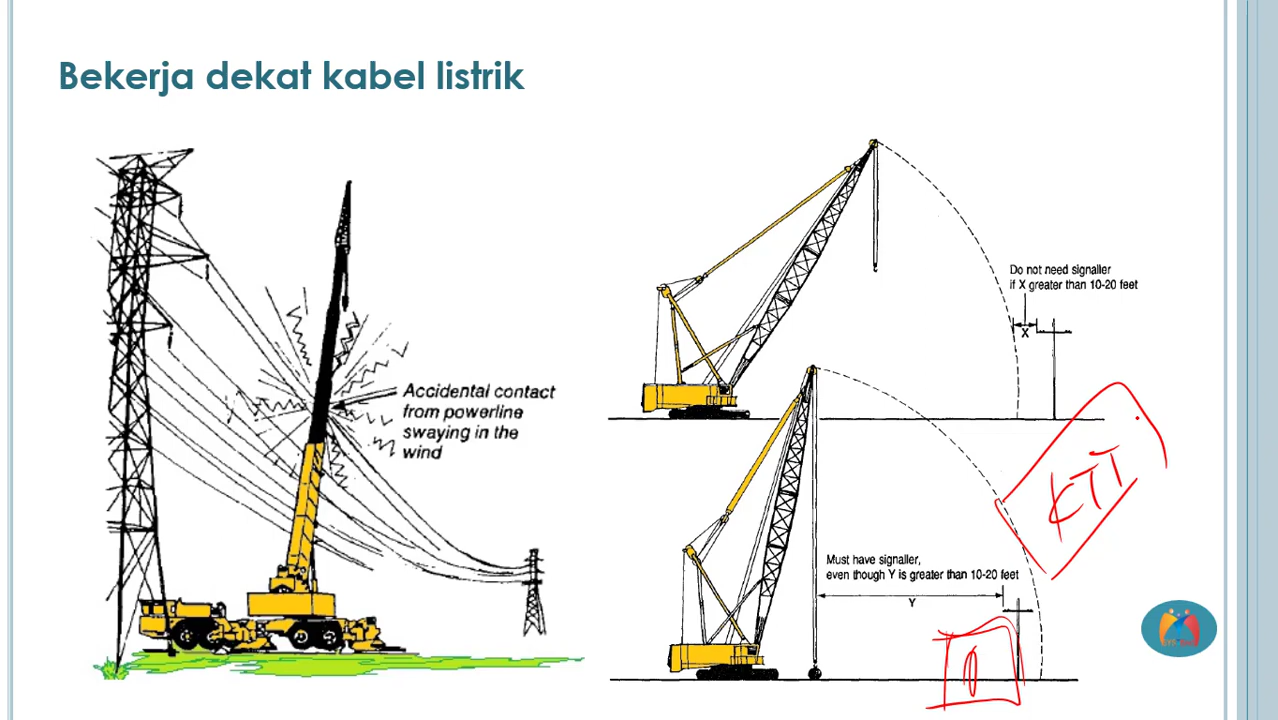 Bekerja dekat kabel listrik
Accidental contact
from powerline
swaying in the
wind
Do not need signaller
if X greater than 10-20 feet
X
Must have signaller,
even though Y is greater than 10-20 feet
Y
KTT